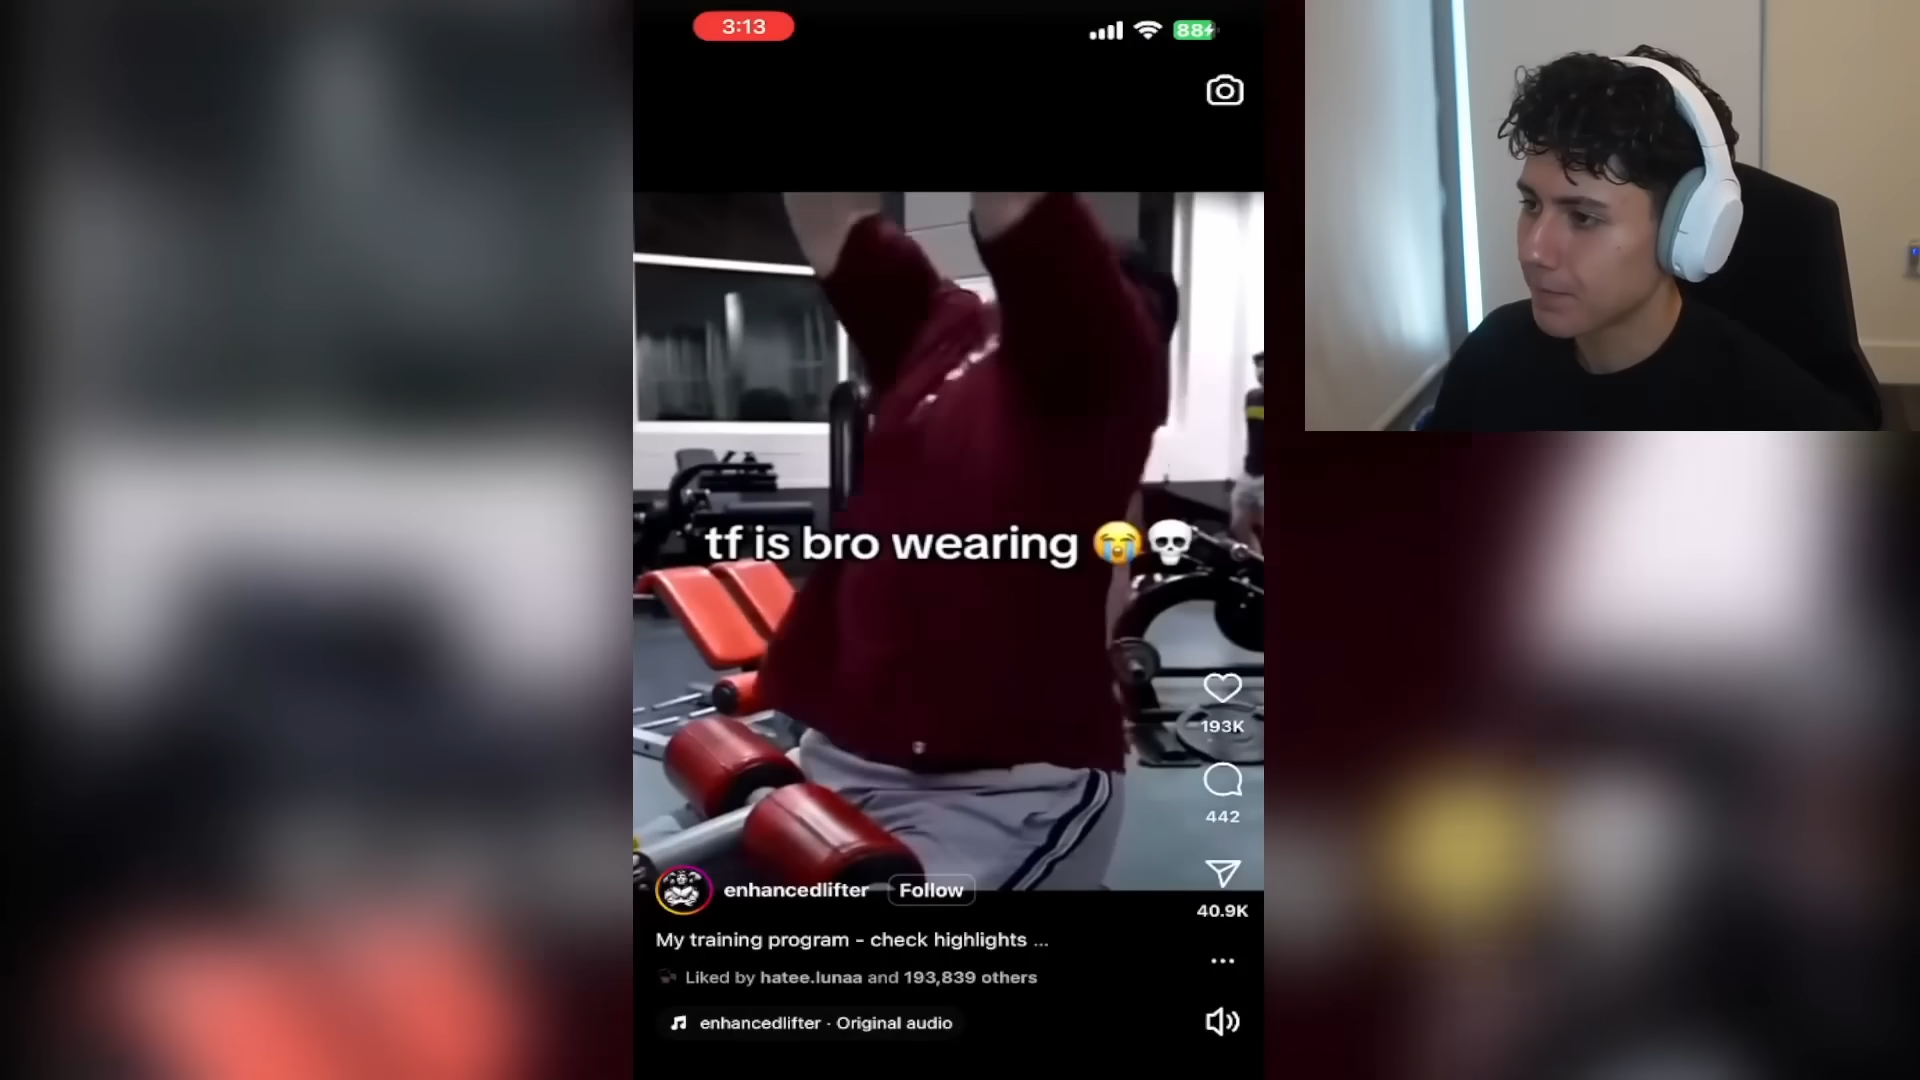 3:13
88
tf is bro wearing 😭💀
193K
442
40.9K
enhancedlifter
Follow
My training program - check highlights ...
Liked by hatee.lunaa and 193,839 others
enhancedlifter · Original audio